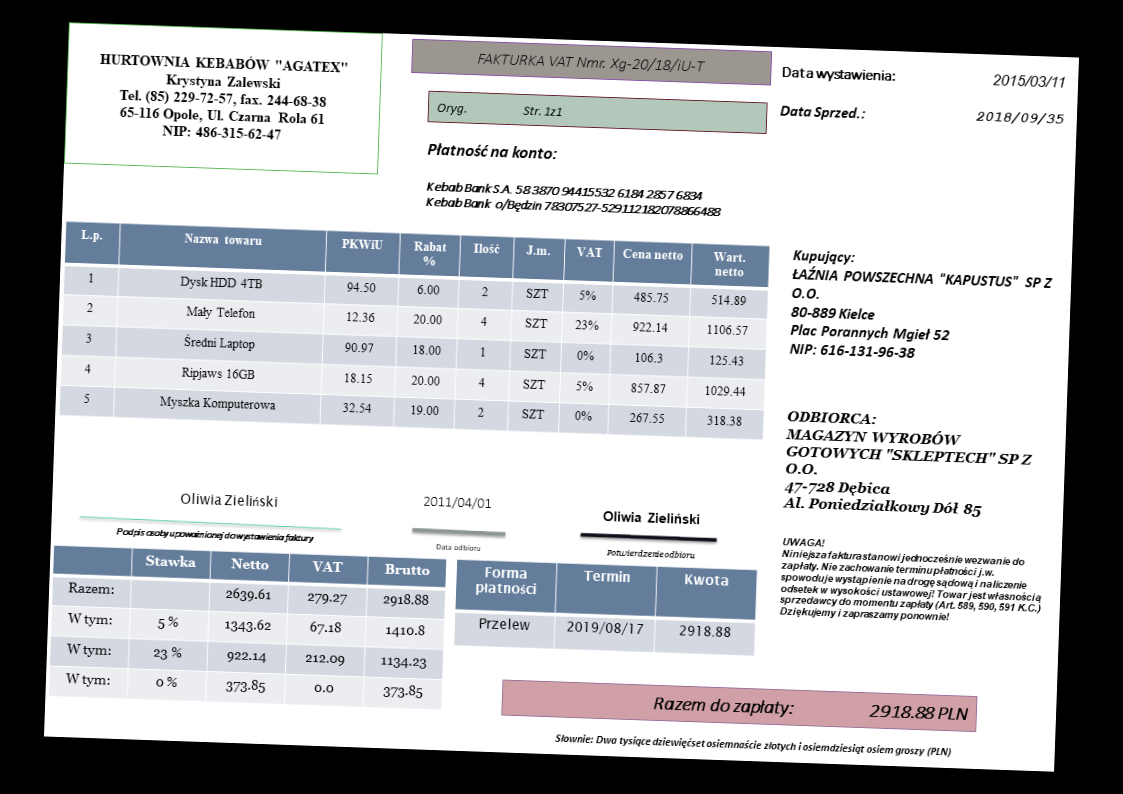 HURTOWNIA KEBABÓW "AGATEX"
Krystyna Zalewski
Tel. (85) 229-72-57, fax. 244-68-38
65-116 Opole, Ul. Czarna Rola 61
NIP: 486-315-62-47
FAKTURKA VAT Nmr. Xg-20/18/iU-T
Oryg. Str. 1z1
Data wystawienia: 2015/03/11
Data Sprzed.: 2018/09/35
Płatność na konto:
Kebab Bank S.A. 58 3870 94415532 6184 2857 6834
Kebab Bank o/Będzin 78307527-529112182078866488
L.p. Nazwa towaru PKWiU Rabat % Ilość J.m. VAT Cena netto Wart. netto
1 Dysk HDD 4TB 94.50 6.00 2 SZT 5% 485.75 514.89
2 Mały Telefon 12.36 20.00 4 SZT 23% 922.14 1106.57
3 Średni Laptop 90.97 18.00 1 SZT 0% 106.3 125.43
4 Ripjaws 16GB 18.15 20.00 4 SZT 5% 857.87 1029.44
5 Myszka Komputerowa 32.54 19.00 2 SZT 0% 267.55 318.38
Kupujący:
ŁAŹNIA POWSZECHNA "KAPUSTUS" SP Z
O.O.
80-889 Kielce
Plac Porannych Mgieł 52
NIP: 616-131-96-38
ODBIORCA:
MAGAZYN WYROBÓW
GOTOWYCH "SKLEPTECH" SP Z
O.O.
47-728 Dębica
Al. Poniedziałkowy Dół 85
Oliwia Zieliński
Podpis osoby upoważnionej do wystawienia faktury
2011/04/01
Data odbioru
Oliwia Zieliński
Potwierdzenie odbioru
UWAGA!
Niniejsza faktura stanowi jednocześnie wezwanie do
zapłaty. Nie zachowanie terminu płatności j.w.
spowoduje wystąpienie na drogę sądową i naliczenie
odsetek w wysokości ustawowej! Towar jest własnością
sprzedawcy do momentu zapłaty (Art. 589, 590, 591 K.C.)
Dziękujemy i zapraszamy ponownie!
Stawka Netto VAT Brutto
Razem: 2639.61 279.27 2918.88
W tym: 5 % 1343.62 67.18 1410.8
W tym: 23 % 922.14 212.09 1134.23
W tym: 0 % 373.85 0.0 373.85
Forma płatności Termin Kwota
Przelew 2019/08/17 2918.88
Razem do zapłaty: 2918.88 PLN
Słownie: Dwa tysiące dziewięćset osiemnaście złotych i osiemdziesiąt osiem groszy (PLN)